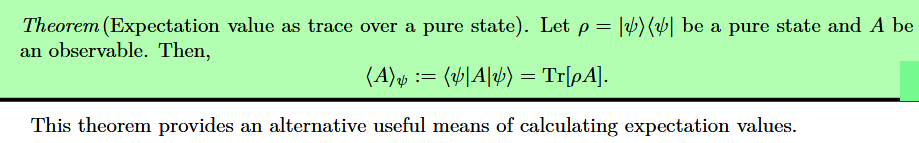 Theorem (Expectation value as trace over a pure state). Let ρ = |ψ⟩⟨ψ| be a pure state and A be
an observable. Then,
⟨A⟩ψ := ⟨ψ|A|ψ⟩ = Tr[ρA].
This theorem provides an alternative useful means of calculating expectation values.